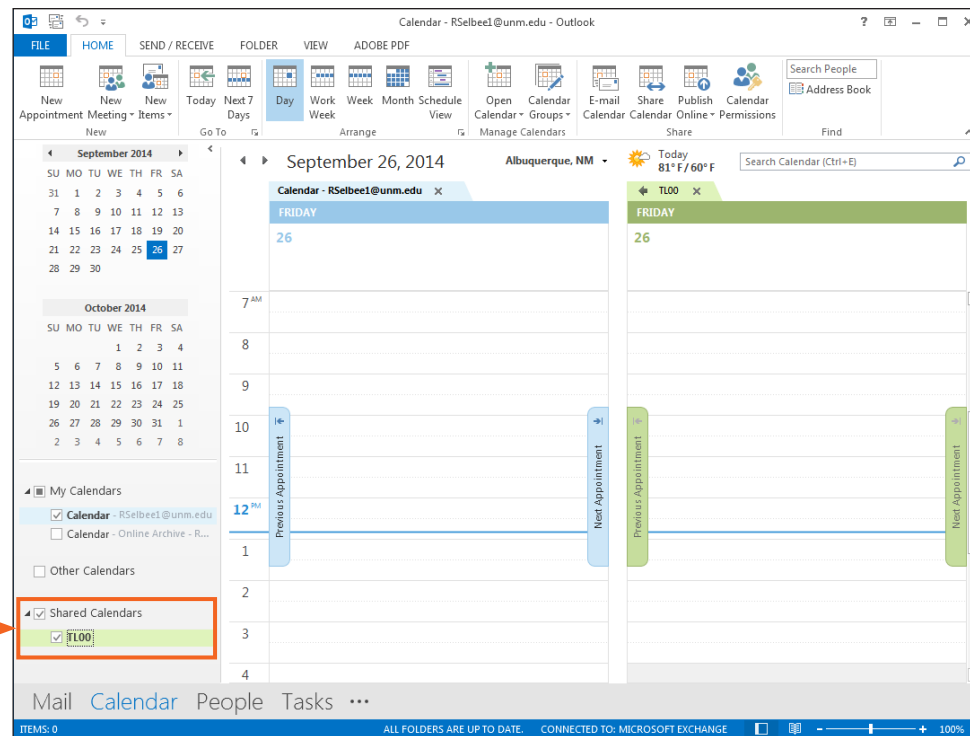 Calendar - RSelbee1@unm.edu - Outlook
FILE HOME SEND / RECEIVE FOLDER VIEW ADOBE PDF
New Appointment
New Meeting
New Items
New
Today
Next 7 Days
Go To
Day
Work Week
Week
Month
Schedule View
Arrange
Open Calendar
Calendar Groups
Manage Calendars
E-mail Calendar
Share Calendar
Publish Online
Calendar Permissions
Share
Search People
Address Book
Find
September 2014
SU MO TU WE TH FR SA
31 1 2 3 4 5 6
7 8 9 10 11 12 13
14 15 16 17 18 19 20
21 22 23 24 25 26 27
28 29 30
October 2014
SU MO TU WE TH FR SA
1 2 3 4
5 6 7 8 9 10 11
12 13 14 15 16 17 18
19 20 21 22 23 24 25
26 27 28 29 30 31 1
2 3 4 5 6 7 8
My Calendars
Calendar - RSelbee1@unm.edu
Calendar - Online Archive - R...
Other Calendars
Shared Calendars
TL00
September 26, 2014
Albuquerque, NM
Today
81° F / 60° F
Search Calendar (Ctrl+E)
Calendar - RSelbee1@unm.edu
FRIDAY
26
TL00
FRIDAY
26
7 AM
8
9
10
11
12 PM
1
2
3
4
Previous Appointment
Next Appointment
Previous Appointment
Next Appointment
Mail Calendar People Tasks ...
ITEMS: 0
ALL FOLDERS ARE UP TO DATE. CONNECTED TO: MICROSOFT EXCHANGE
100%